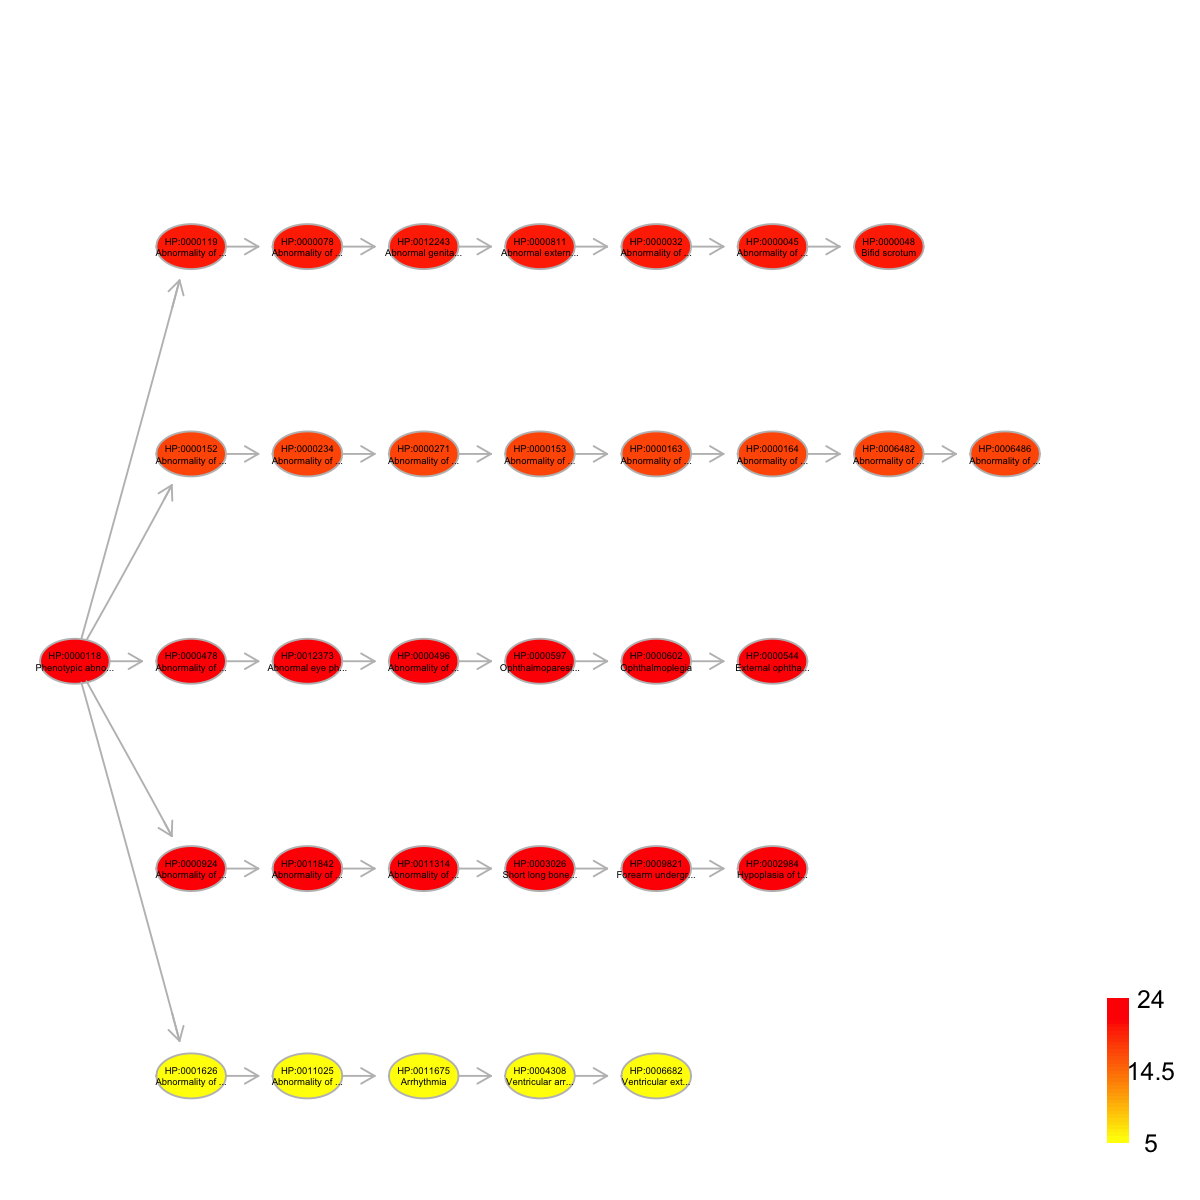 HP:0000119
Abnormality of ...
HP:0000078
Abnormality of ...
HP:0012243
Abnormal genita...
HP:0000811
Abnormal extern...
HP:0000032
Abnormality of ...
HP:0000045
Abnormality of ...
HP:0000048
Bifid scrotum
HP:0000152
Abnormality of ...
HP:0000234
Abnormality of ...
HP:0000271
Abnormality of ...
HP:0000153
Abnormality of ...
HP:0000163
Abnormality of ...
HP:0000164
Abnormality of ...
HP:0006482
Abnormality of ...
HP:0006486
Abnormality of ...
HP:0000118
Phenotypic abno...
HP:0000478
Abnormality of ...
HP:0012373
Abnormal eye ph...
HP:0000496
Abnormality of ...
HP:0000597
Ophthalmoparesi...
HP:0000602
Ophthalmoplegia
HP:0000544
External ophtha...
HP:0000924
Abnormality of ...
HP:0011842
Abnormality of ...
HP:0011314
Abnormality of ...
HP:0003026
Short long bone...
HP:0009821
Forearm undergr...
HP:0002984
Hypoplasia of t...
HP:0001626
Abnormality of ...
HP:0011025
Abnormality of ...
HP:0011675
Arrhythmia
HP:0004308
Ventricular arr...
HP:0006682
Ventricular ext...
24
14.5
5